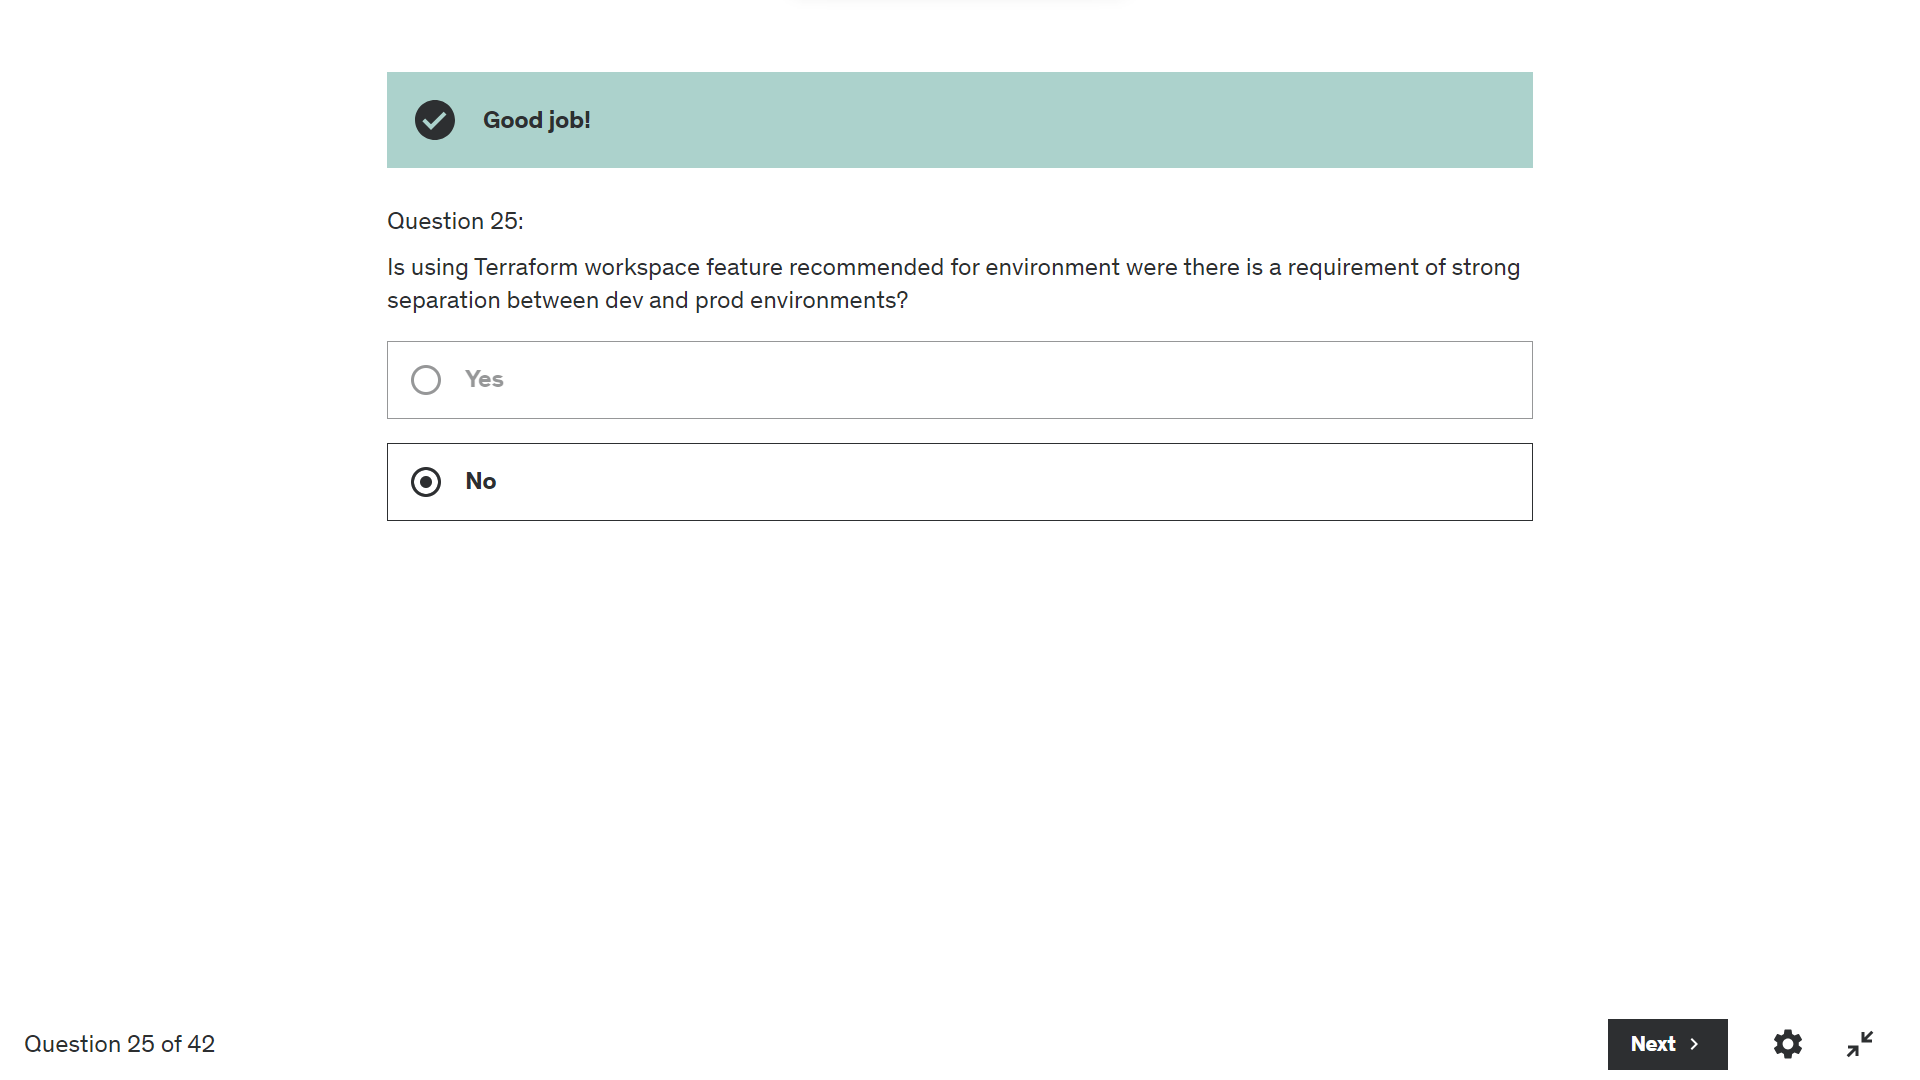 Good job!
Question 25:
Is using Terraform workspace feature recommended for environment were there is a requirement of strong
separation between dev and prod environments?
Yes
No
Question 25 of 42
Next